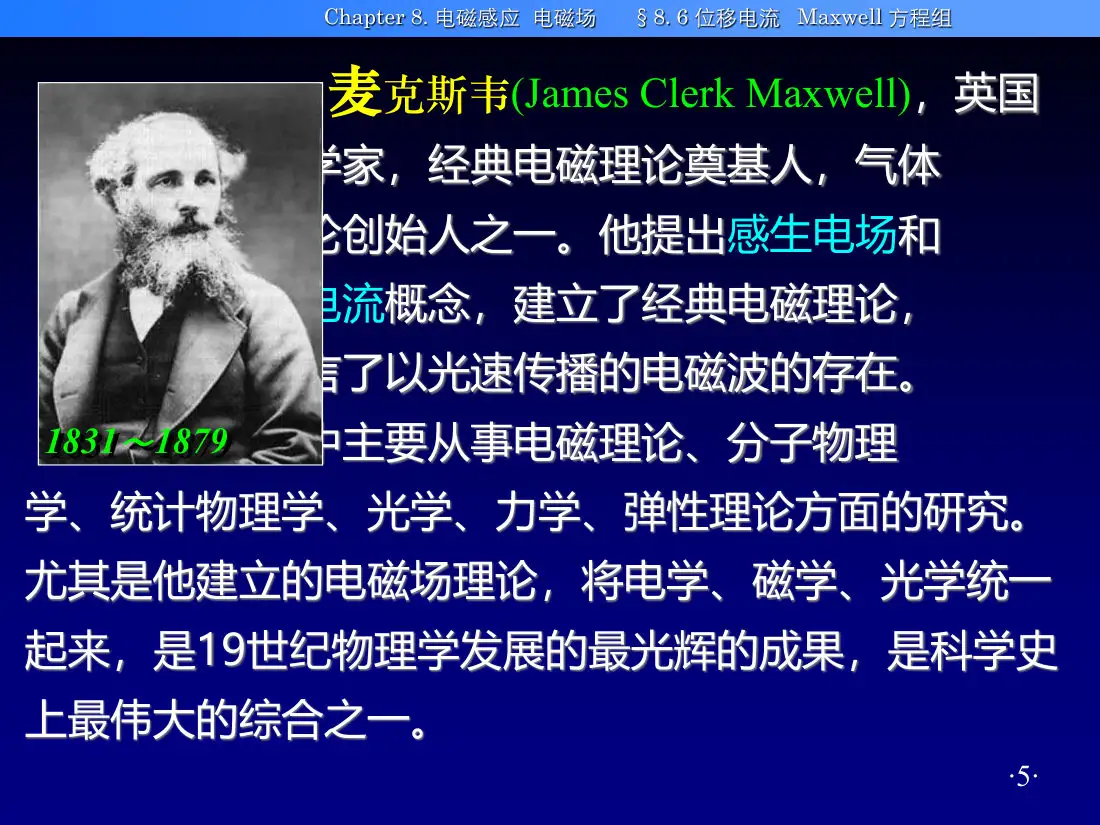 Chapter 8. 电磁感应 电磁场 §8. 6 位移电流 Maxwell 方程组
麦克斯韦(James Clerk Maxwell)，英国
学家，经典电磁理论奠基人，气体
论创始人之一。他提出感生电场和
电流概念，建立了经典电磁理论，
言了以光速传播的电磁波的存在。
1831～1879
中主要从事电磁理论、分子物理
学、统计物理学、光学、力学、弹性理论方面的研究。
尤其是他建立的电磁场理论，将电学、磁学、光学统一
起来，是19世纪物理学发展的最光辉的成果，是科学史
上最伟大的综合之一。
·5·